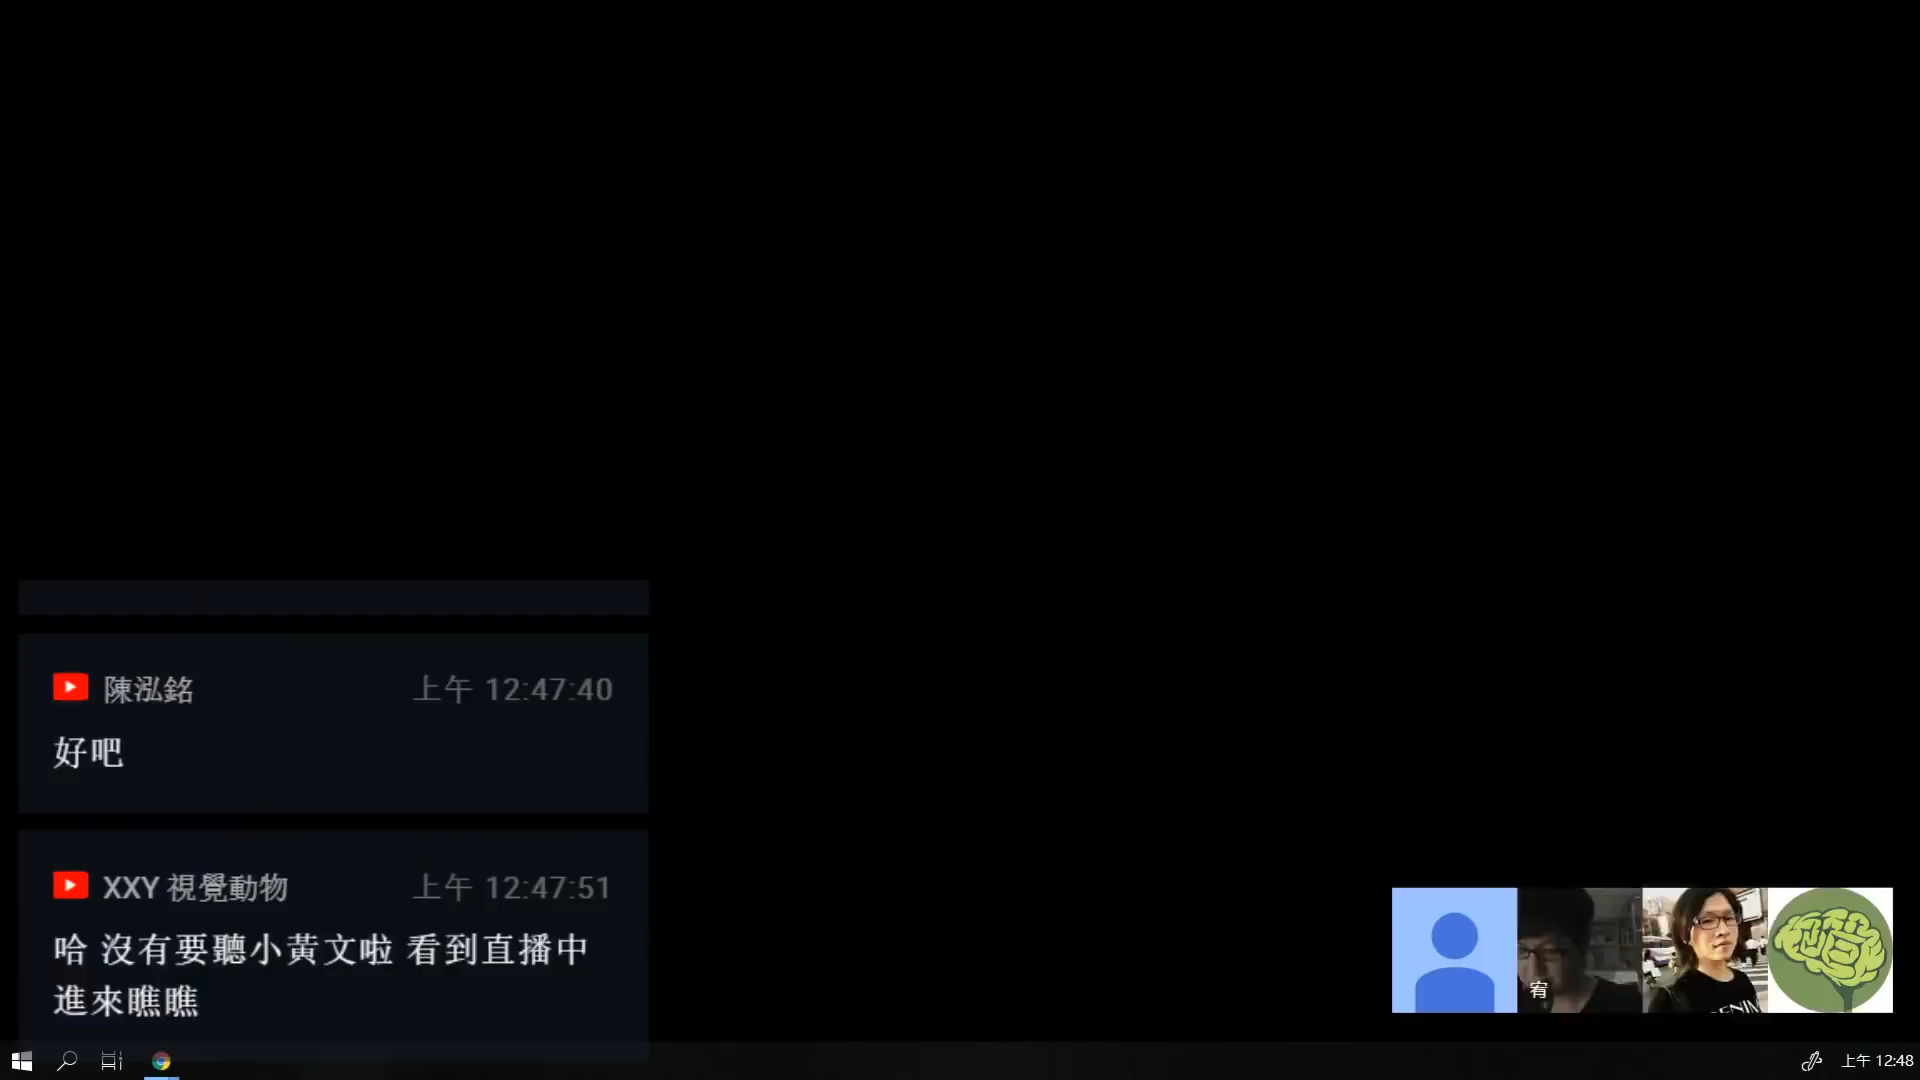 陳泓銘 上午 12:47:40
好吧
XXY 視覺動物 上午 12:47:51
哈 沒有要聽小黃文啦 看到直播中
進來瞧瞧
宥
上午 12:48